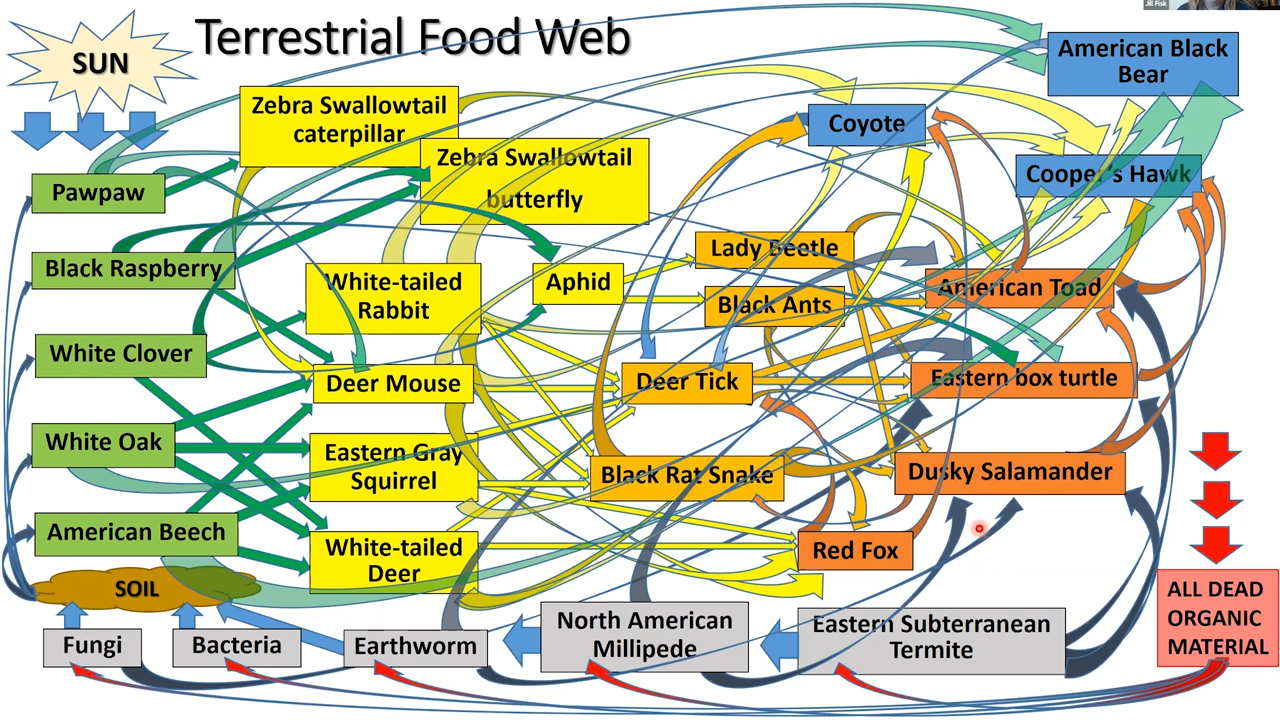 Jill Fisk
Terrestrial Food Web
SUN
American Black
Bear
Zebra Swallowtail
caterpillar
Coyote
Zebra Swallowtail
butterfly
Cooper's Hawk
Pawpaw
Lady Beetle
Black Raspberry
White-tailed
Rabbit
Aphid
Black Ants
American Toad
White Clover
Deer Mouse
Deer Tick
Eastern box turtle
White Oak
Eastern Gray
Squirrel
Black Rat Snake
Dusky Salamander
American Beech
White-tailed
Deer
Red Fox
SOIL
ALL DEAD
ORGANIC
MATERIAL
Fungi
Bacteria
Earthworm
North American
Millipede
Eastern Subterranean
Termite